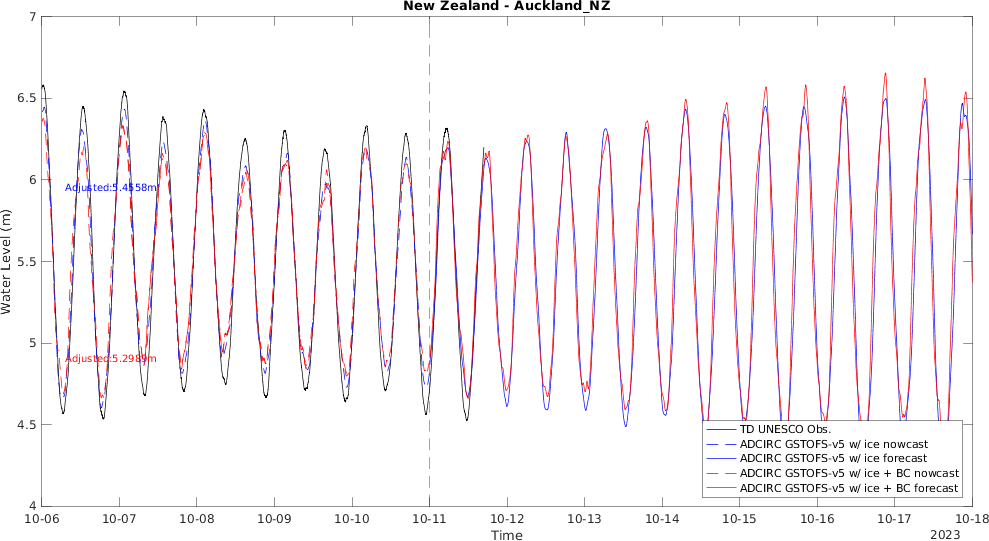 New Zealand - Auckland_NZ
7
6.5
6
5.5
5
4.5
4
Water Level (m)
Adjusted:5.4558m
Adjusted:5.2989m
TD UNESCO Obs.
ADCIRC GSTOFS-v5 w/ ice nowcast
ADCIRC GSTOFS-v5 w/ ice forecast
ADCIRC GSTOFS-v5 w/ ice + BC nowcast
ADCIRC GSTOFS-v5 w/ ice + BC forecast
10-06 10-07 10-08 10-09 10-10 10-11 10-12 10-13 10-14 10-15 10-16 10-17 10-18
Time
2023